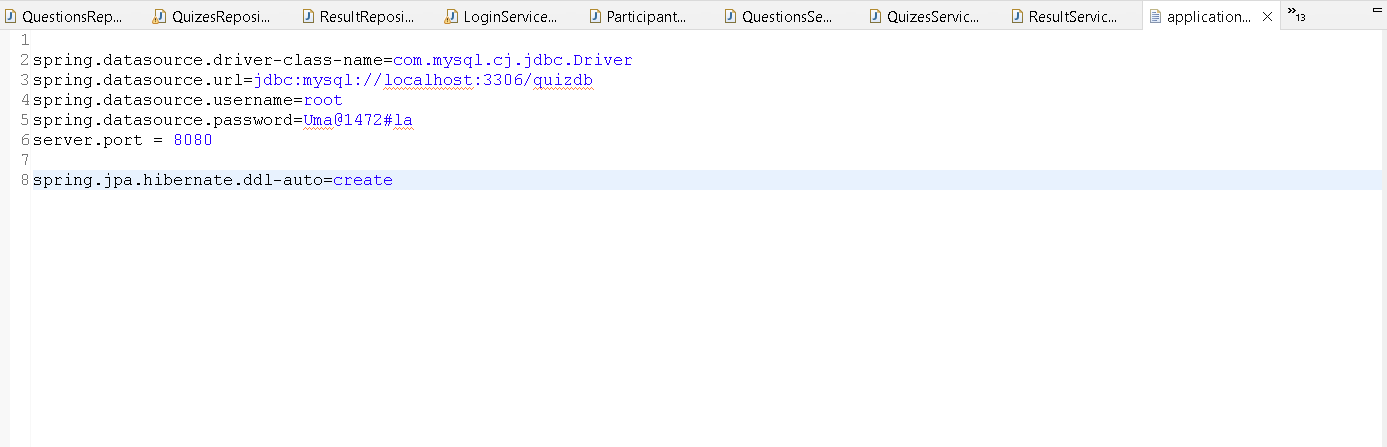 QuestionsRep... QuizesReposi... ResultReposi... LoginService... Participant... QuestionsSe... QuizesServic... ResultServic... application... »13
1
2 spring.datasource.driver-class-name=com.mysql.cj.jdbc.Driver
3 spring.datasource.url=jdbc:mysql://localhost:3306/quizdb
4 spring.datasource.username=root
5 spring.datasource.password=Uma@1472#la
6 server.port = 8080
7
8 spring.jpa.hibernate.ddl-auto=create